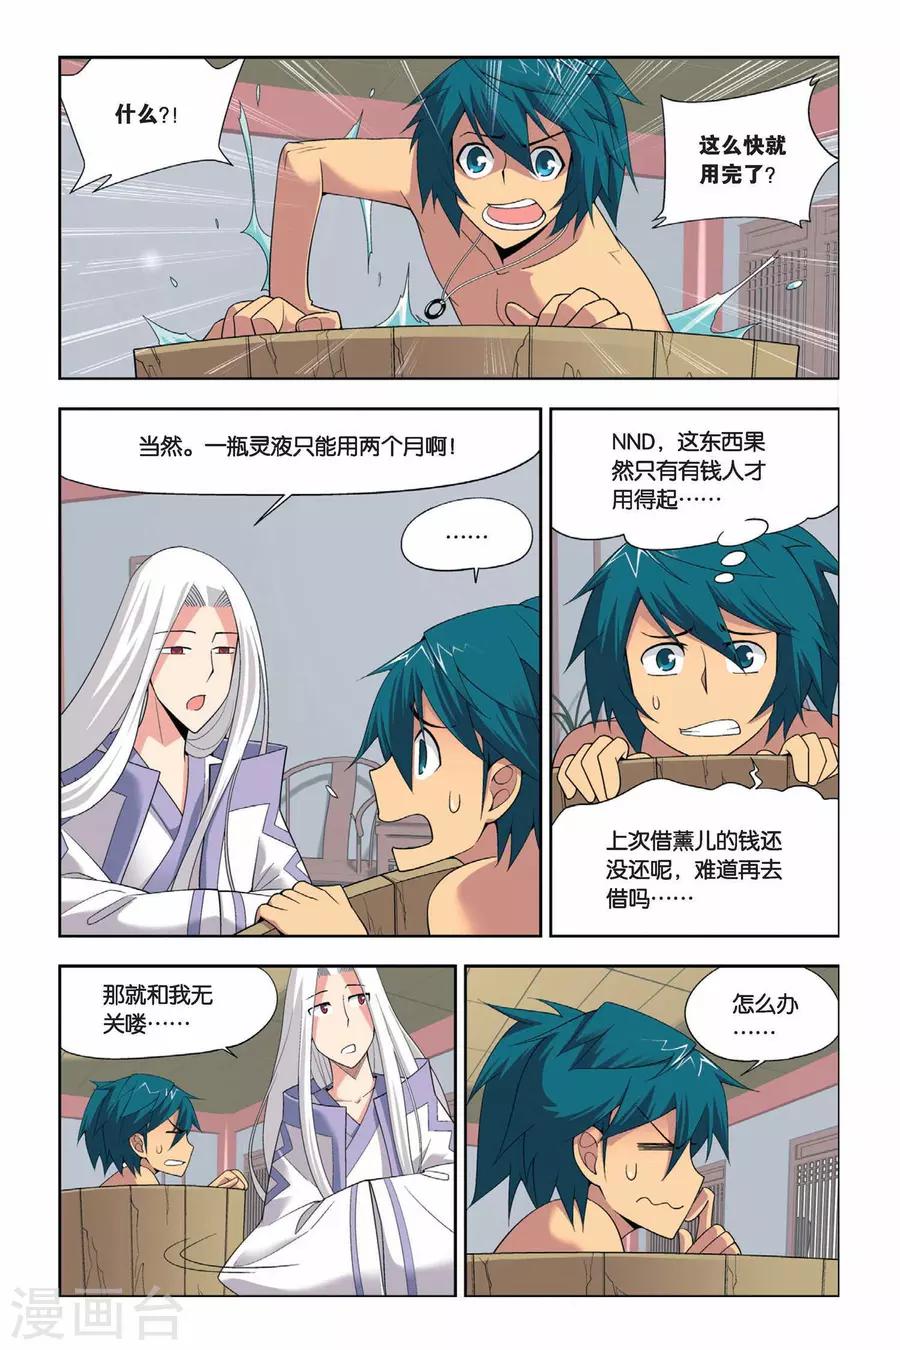 什么?!
这么快就
用完了?
当然。一瓶灵液只能用两个月啊!
……
NND，这东西果
然只有有钱人才
用得起……
上次借薰儿的钱还
没还呢，难道再去
借吗……
那就和我无
关喽……
怎么办
……
漫画台